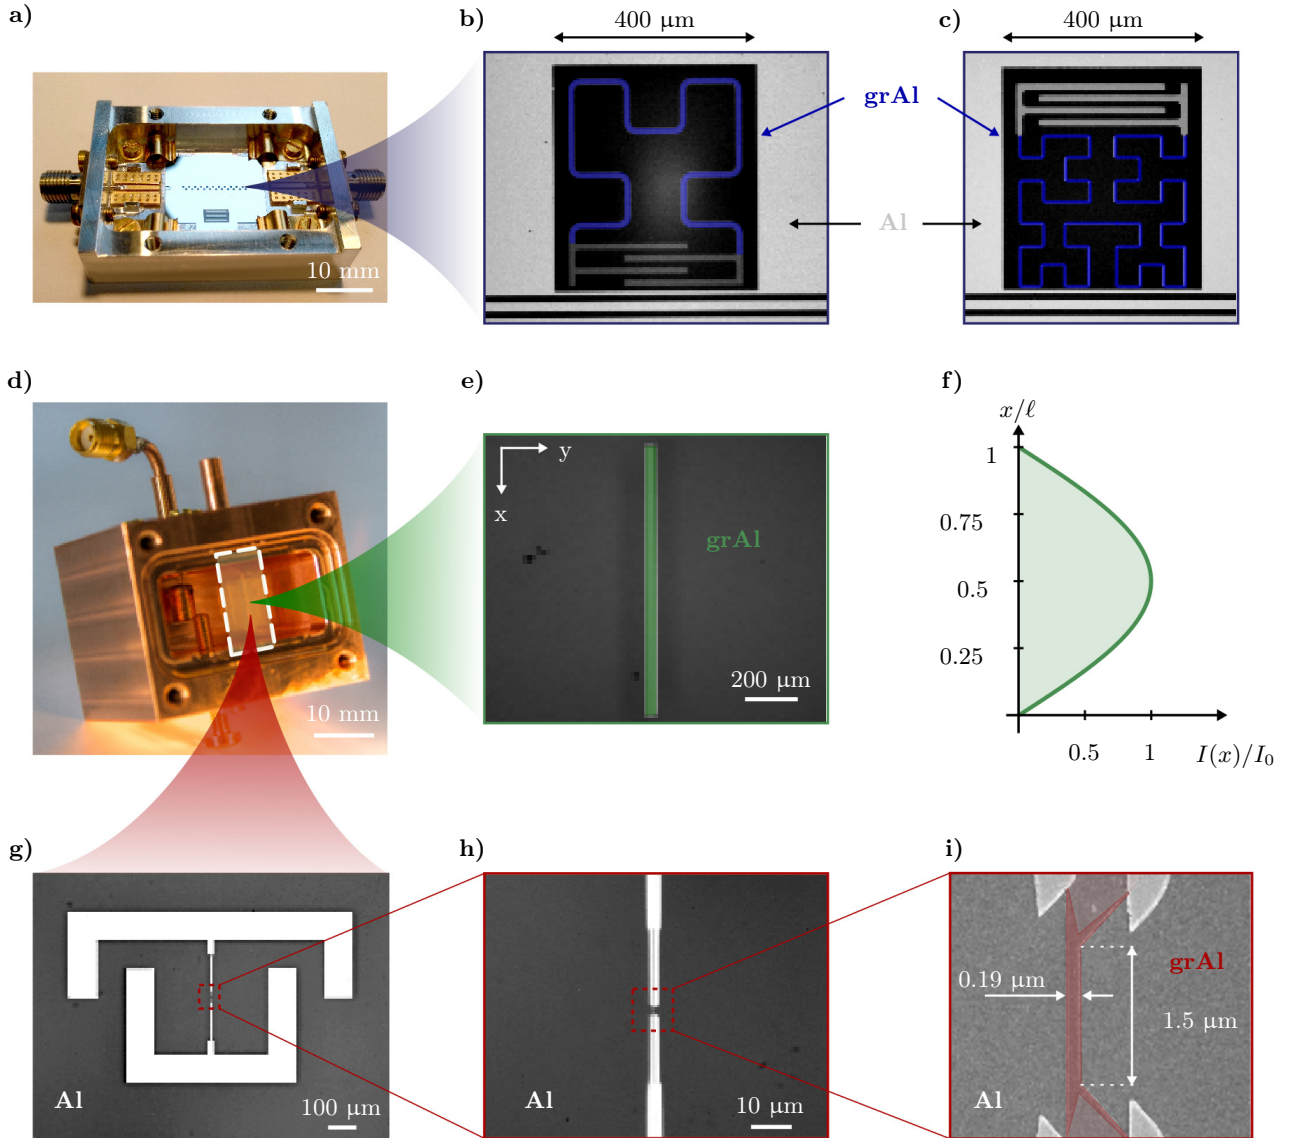 a)
10 mm
b)
400 μm
c)
400 μm
grAl
Al
d)
10 mm
e)
y
x
grAl
200 μm
f)
x/ℓ
1
0.75
0.5
0.25
0.5
1
I(x)/I₀
g)
Al
100 μm
h)
Al
10 μm
i)
grAl
0.19 μm
1.5 μm
Al